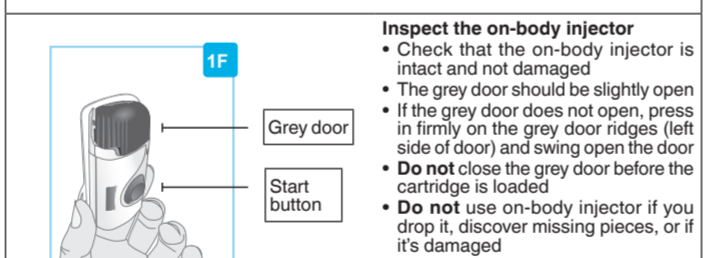 Inspect the on-body injector
• Check that the on-body injector is
intact and not damaged
• The grey door should be slightly open
• If the grey door does not open, press
in firmly on the grey door ridges (left
side of door) and swing open the door
• Do not close the grey door before the
cartridge is loaded
• Do not use on-body injector if you
drop it, discover missing pieces, or if
it's damaged
1F
Grey door
Start
button